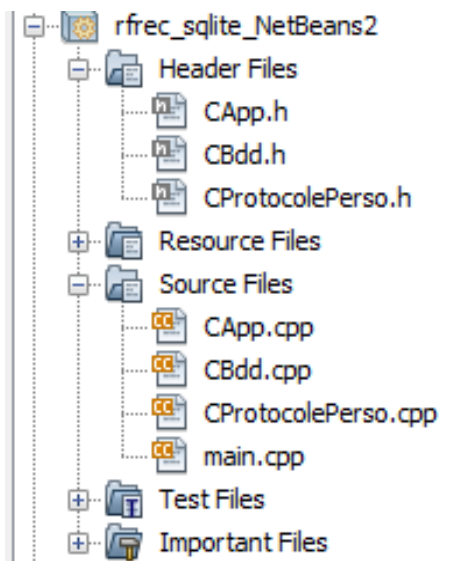 rfrec_sqlite_NetBeans2
Header Files
CApp.h
CBdd.h
CProtocolePerso.h
Resource Files
Source Files
CApp.cpp
CBdd.cpp
CProtocolePerso.cpp
main.cpp
Test Files
Important Files